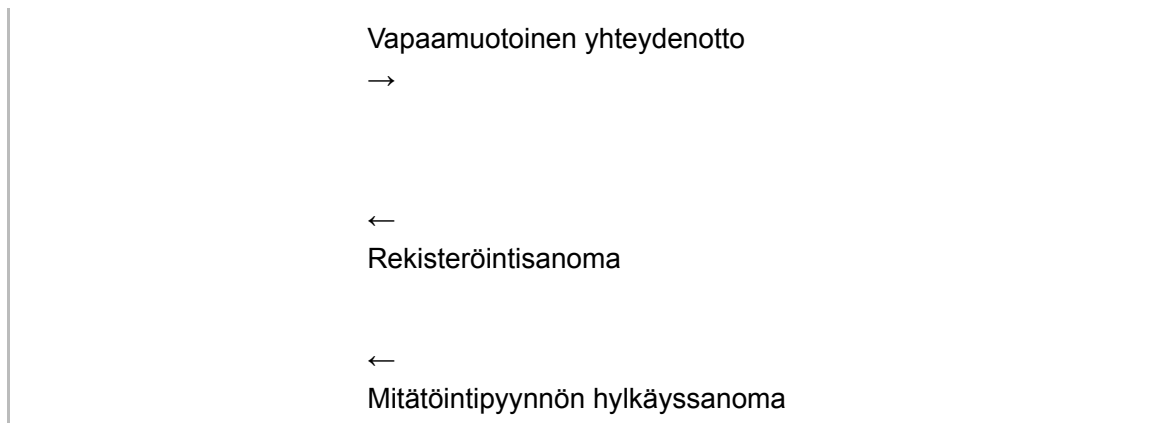 Vapaamuotoinen yhteydenotto
→
←
Rekisteröintisanoma
←
Mitätöintipyynnön hylkäyssanoma